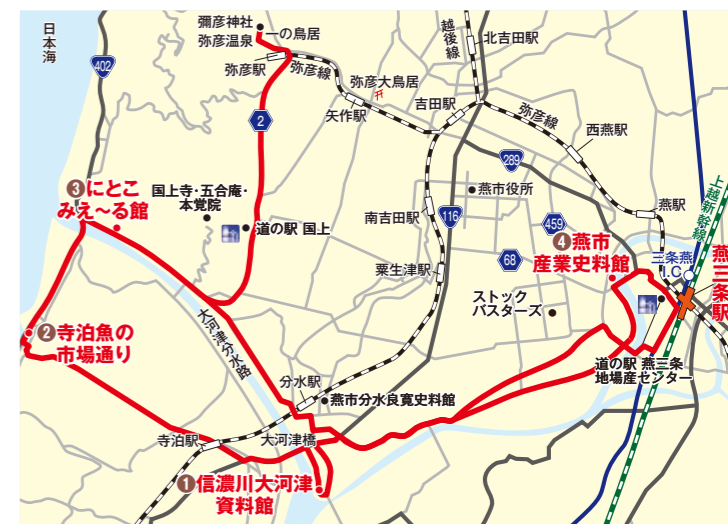 日本海
402
彌彦神社
一の鳥居
弥彦温泉
弥彦駅
弥彦線
弥彦大鳥居
矢作駅
吉田駅
越後線
北吉田駅
弥彦線
西燕駅
2
289
上越新幹線
燕駅
❸にとこ
みえ～る館
国上寺・五合庵・
本覚院
道の駅 国上
南吉田駅
116
燕市役所
459
68
❹燕市
産業史料館
三条燕
I.C
燕三条駅
粟生津駅
ストック
バスターズ
❷寺泊魚の
市場通り
大河津分水路
道の駅 燕三条
地場産センター
分水駅
燕市分水良寛史料館
寺泊駅
大河津橋
❶信濃川大河津
資料館